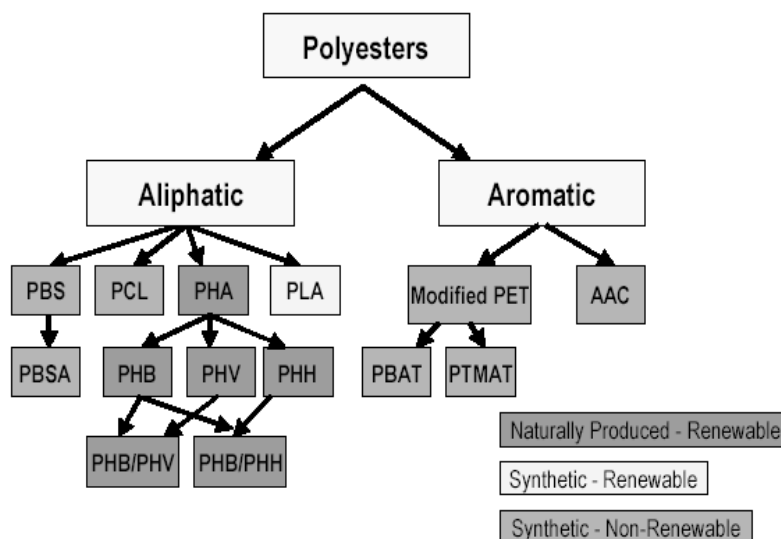 Polyesters
Aliphatic
Aromatic
PBS
PCL
PHA
PLA
Modified PET
AAC
PBSA
PHB
PHV
PHH
PBAT
PTMAT
PHB/PHV
PHB/PHH
Naturally Produced - Renewable
Synthetic - Renewable
Synthetic - Non-Renewable